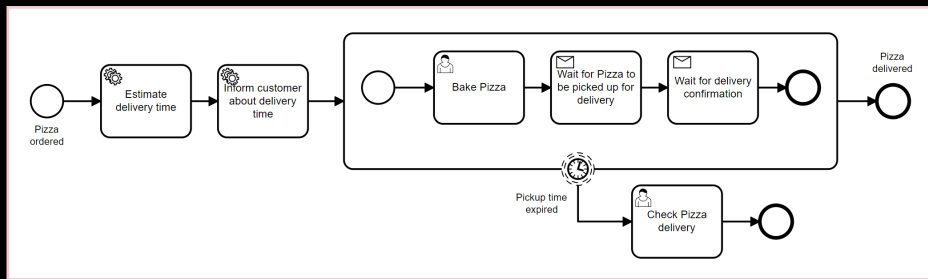 Pizza
ordered
Estimate
delivery time
Inform customer
about delivery
time
Bake Pizza
Wait for Pizza to
be picked up for
delivery
Wait for delivery
confirmation
Pizza
delivered
Pickup time
expired
Check Pizza
delivery